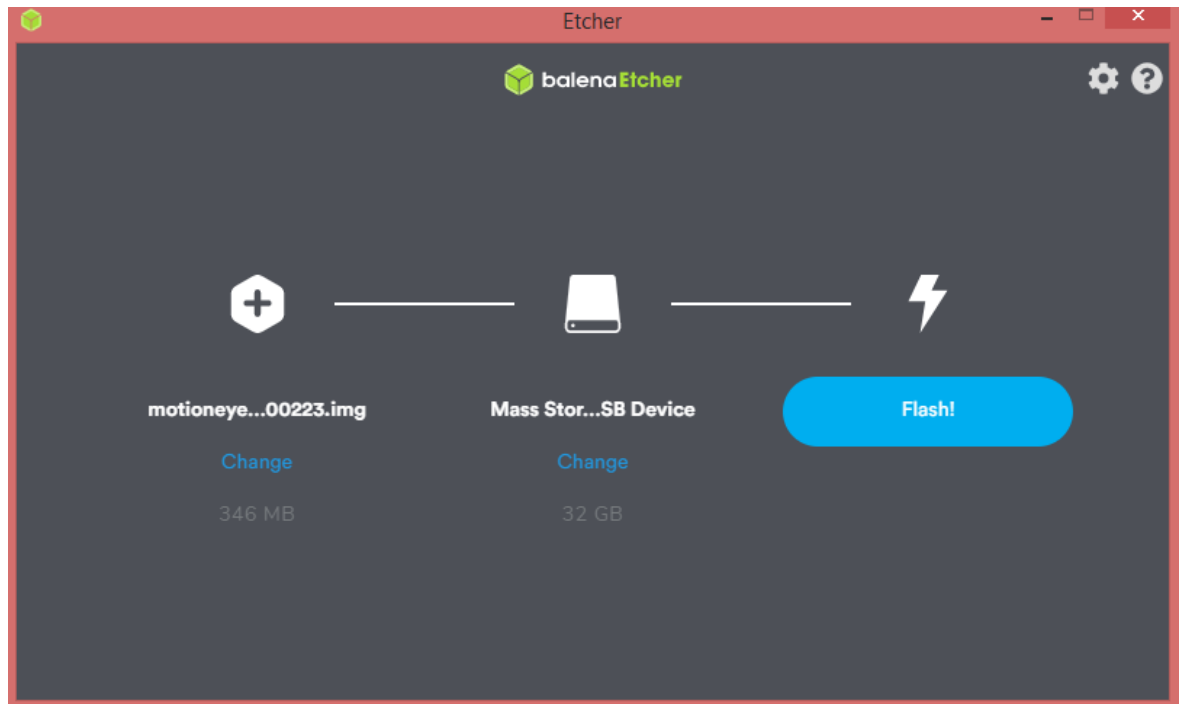 Etcher
balenaEtcher
motioneye...00223.img
Mass Stor...SB Device
Flash!
Change
Change
346 MB
32 GB